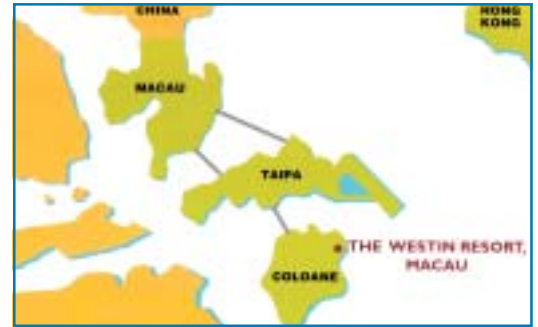 CHINA
HONG
KONG
MACAU
TAIPA
THE WESTIN RESORT,
MACAU
COLOANE